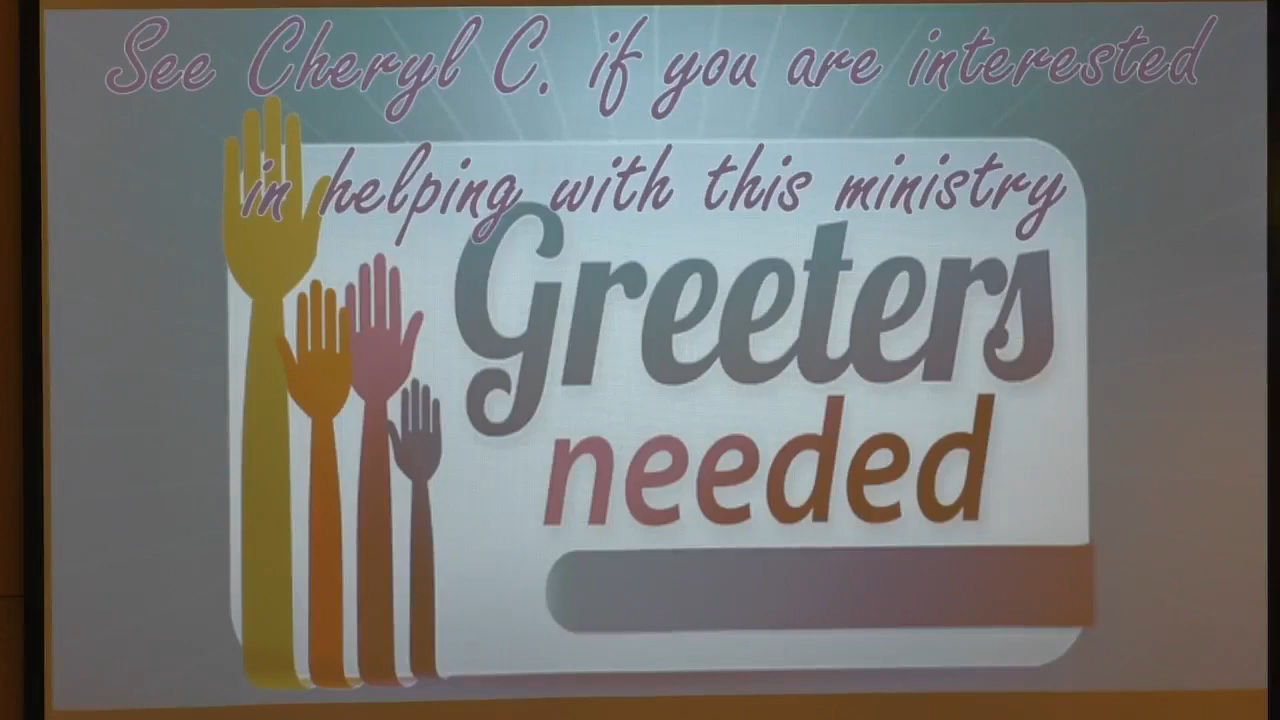 See Cheryl C. if you are interested
in helping with this ministry
Greeters
needed